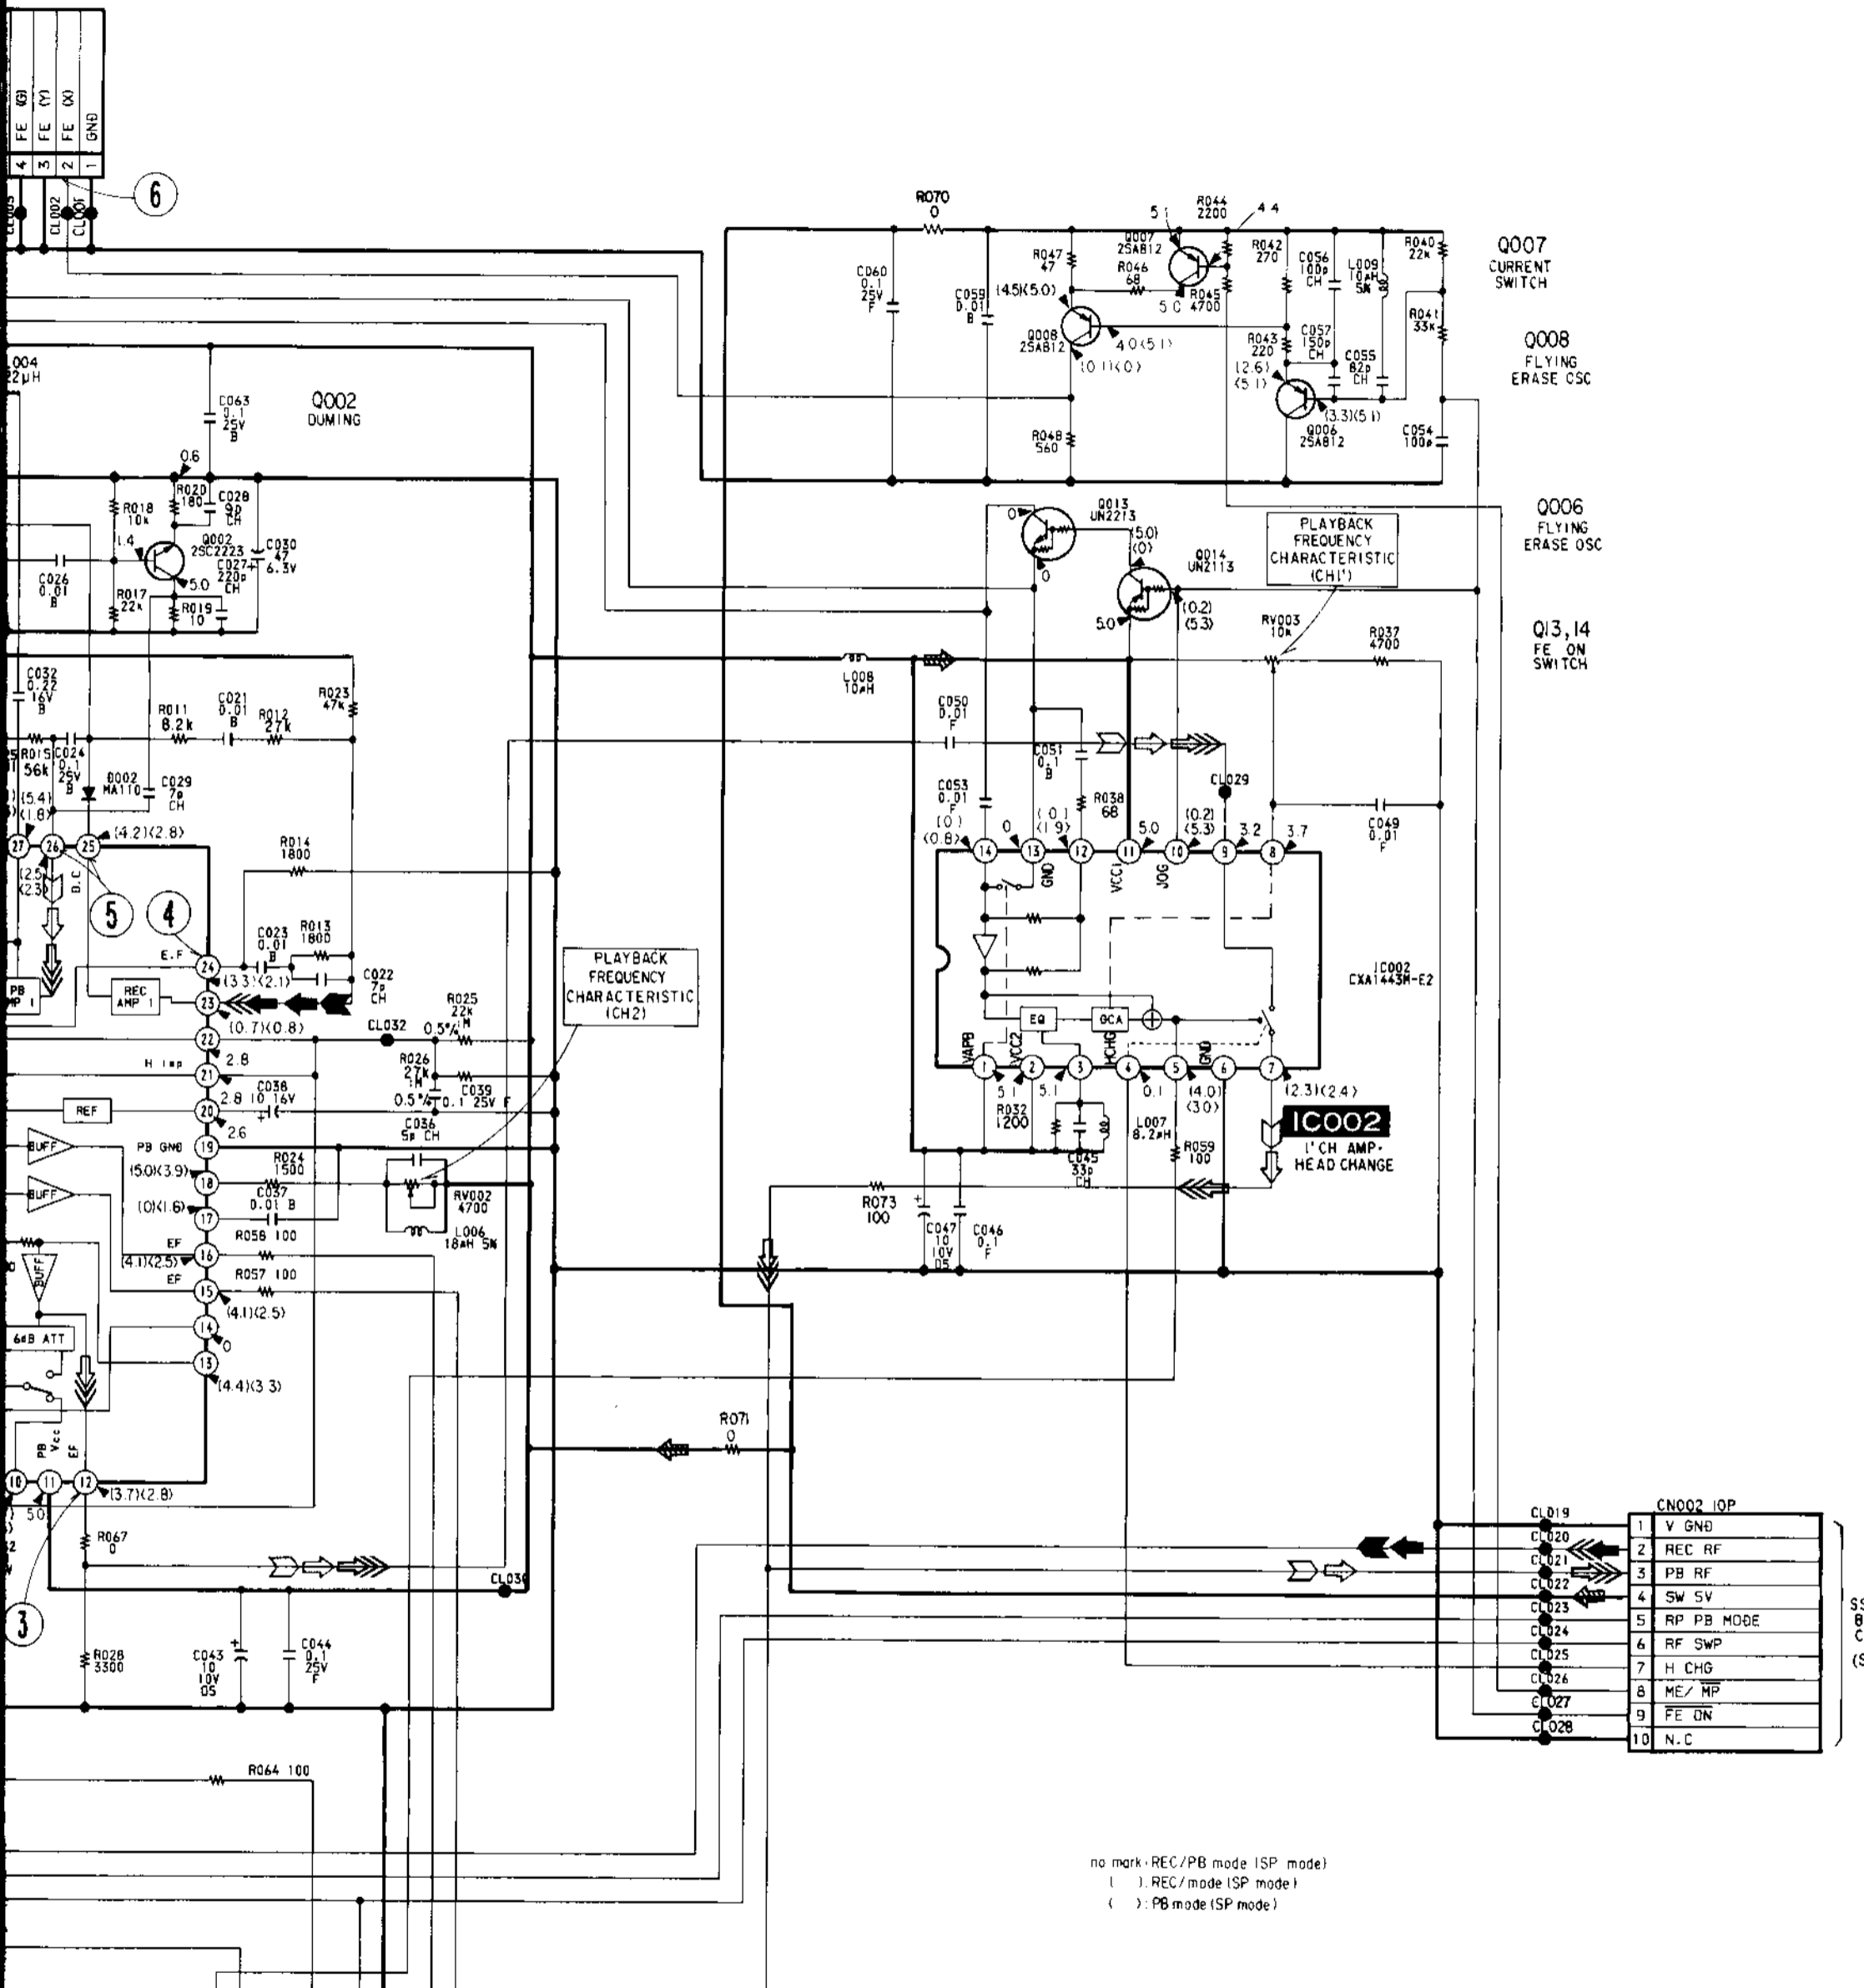 FE (G)
FE (Y)
FE (X)
GND
4
3
2
1
CL002
CL001
6
R070
0
R044
2200
4.4
Q007
2SA812
R047
47
R046
68
R045
4700
5.0
R042
270
C056
100p
CH
L009
10μH
5%
R040
22k
R041
33k
C060
0.1
25V
F
C059
0.01
B
(4.5)(5.0)
Q008
2SA812
4.0(5.1)
(0.1)(0)
R043
220
C057
150p
CH
C055
82p
CH
(2.6)
(5.1)
(3.3)(5.1)
Q006
2SA812
C054
100p
R048
560
Q007
CURRENT
SWITCH
Q008
FLYING
ERASE OSC
Q006
FLYING
ERASE OSC
Q13,14
FE ON
SWITCH
22μH
C063
0.1
25V
B
Q002
DUMING
0.6
R018
10k
R020
180
C028
9p
CH
1.4
Q002
2SC2223
C027
220p
CH
C030
47
6.3V
5.0
C026
0.01
B
R017
22k
R019
10
Q013
UN2213
0
0
(5.0)
(0)
Q014
UN2113
5.0
(0.2)
(5.3)
PLAYBACK
FREQUENCY
CHARACTERISTIC
(CH1')
RV003
10k
R037
4700
L008
10μH
C032
0.22
16V
B
R011
8.2k
C021
0.01
B
R012
27k
R023
47k
R015
56k
C024
0.1
25V
B
D002
MA110
C029
7p
CH
(5.4)
(1.8)
(4.2)(2.8)
27
26
25
B.C
5
4
R014
1800
C023
0.01
B
R013
1800
C022
7p
CH
E.F
24
(3.3)(2.1)
REC
AMP 1
23
(0.7)(0.8)
22
2.8
21
2.8
REF
20
2.6
CL032
0.5%
R025
22k
R026
27k
0.5%
C039
0.1 25V F
C038
10 16V
C036
5p CH
BUFF
PB GND
19
(5.0)(3.9)
R024
1500
18
BUFF
(0)(1.6)
C037
0.01 B
17
RV002
4700
L006
18μH 5%
R058 100
EF
(4.1)(2.5)
16
EF
R057 100
15
(4.1)(2.5)
BUFF
14
0
6dB ATT
13
(4.4)(3.3)
PLAYBACK
FREQUENCY
CHARACTERISTIC
(CH2)
C050
0.01
F
C051
0.1
B
C053
0.01
F
R038
68
CL029
C049
0.01
F
(0.8)
0
(1.9)
5.0
(0.2)
(5.3)
3.2
3.7
14
13
12
11
10
9
8
GND
VCC1
JOG
EQ
GCA
IC002
CXA1443M-E2
VAPB
VCC2
HCHG
GND
1
2
3
4
5
6
7
5.1
5.1
0.1
(4.0)
(3.0)
(2.3)(2.4)
R032
1200
L007
8.2μH
C045
33p
CH
R059
100
IC002
1'CH AMP·
HEAD CHANGE
R073
100
C047
10
10V
DS
C046
0.1
F
R071
0
PB
Vcc
EF
10
11
12
5.0
(3.7)(2.8)
R067
0
3
R028
3300
C043
10
10V
DS
C044
0.1
25V
F
R064 100
CL019
CL020
CL021
CL022
CL023
CL024
CL025
CL026
CL027
CL028
CN002 10P
1 V GND
2 REC RF
3 PB RF
4 SW 5V
5 RP PB MODE
6 RF SWP
7 H CHG
8 ME/ MP
9 FE ON
10 N.C
no mark: REC/PB mode (SP mode)
( ): REC/mode (SP mode)
〈 〉: PB mode (SP mode)